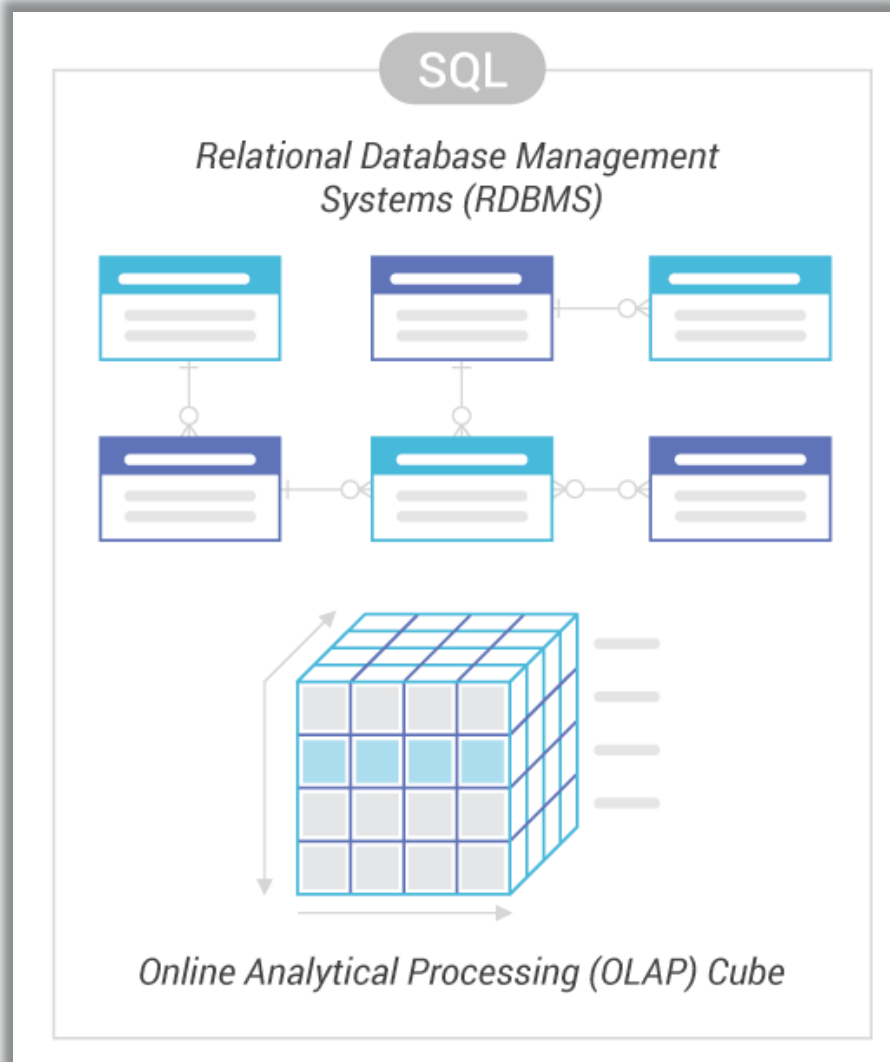 SQL
Relational Database Management
Systems (RDBMS)
Online Analytical Processing (OLAP) Cube